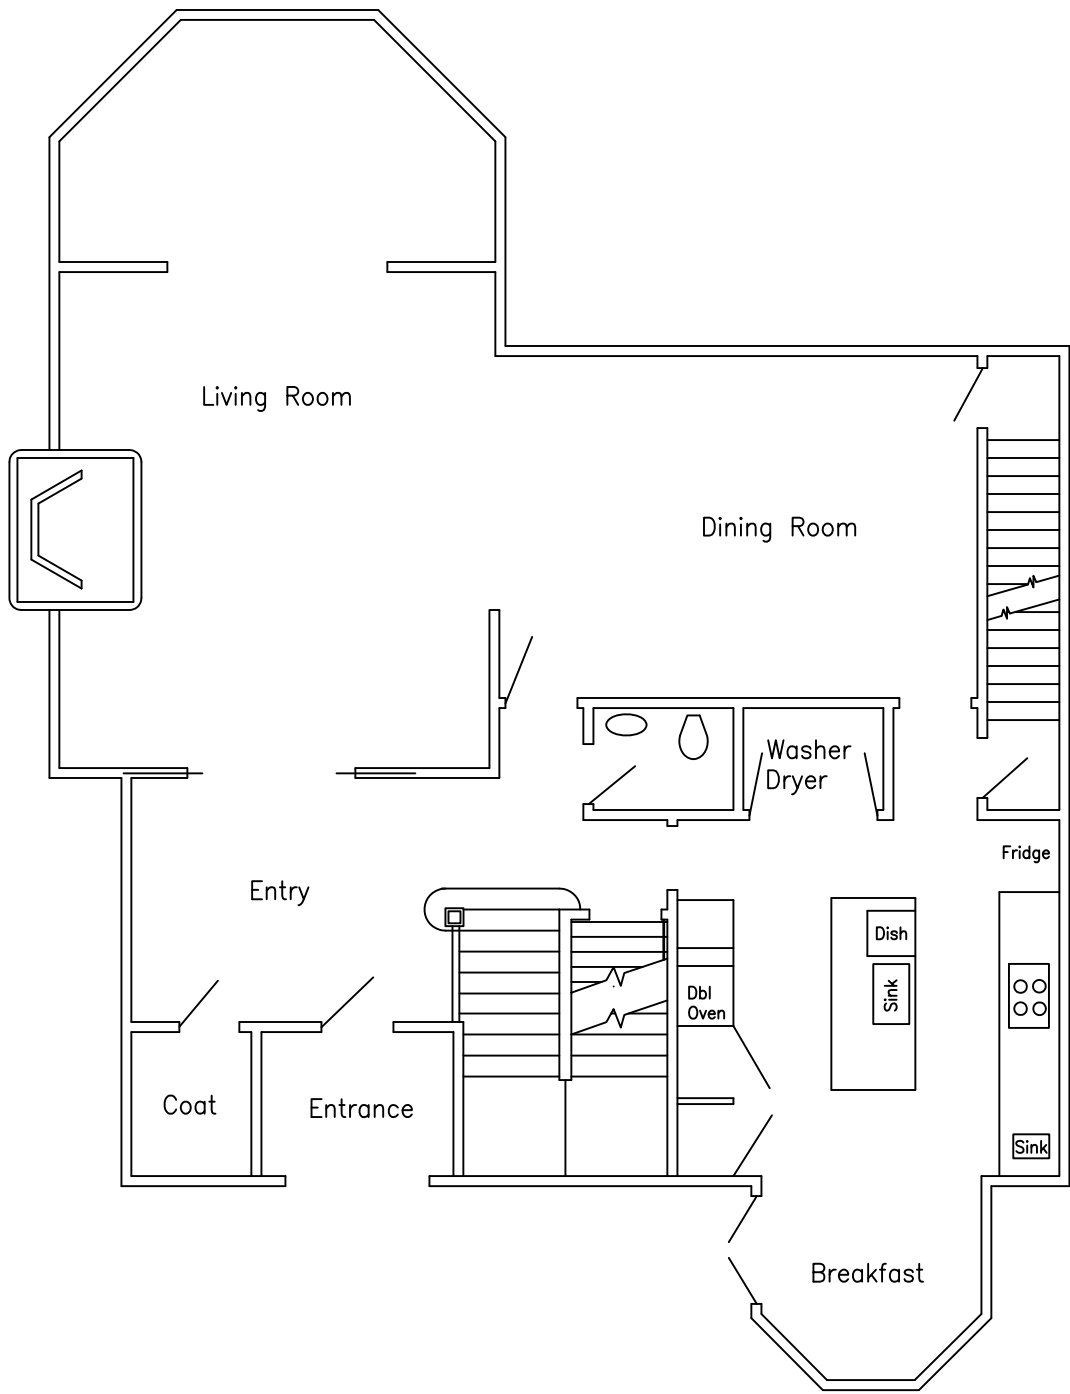 Living Room
Dining Room
Washer
Dryer
Fridge
Entry
Dish
Sink
Dbl
Oven
Coat
Entrance
Sink
Breakfast